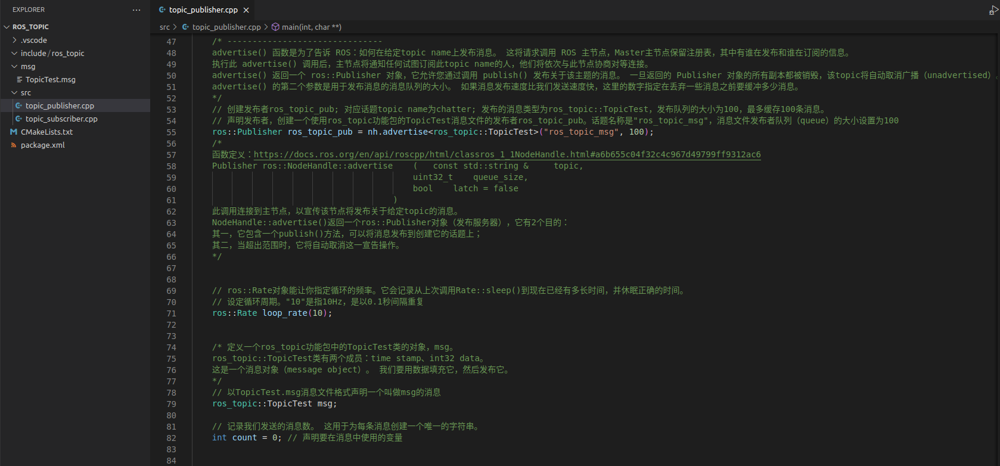 EXPLORER
ROS_TOPIC
.vscode
include/ros_topic
msg
TopicTest.msg
src
topic_publisher.cpp
topic_subscriber.cpp
CMakeLists.txt
package.xml
topic_publisher.cpp
src > topic_publisher.cpp > main(int, char **)
47 /* -------------------------------
48 advertise() 函数是为了告诉 ROS：如何在给定topic name上发布消息。 这将请求调用 ROS 主节点，Master主节点保留注册表，其中有谁在发布和谁在订阅的信息。
49 执行此 advertise() 调用后，主节点将通知任何试图订阅此topic name的人，他们将依次与此节点协商对等连接。
50 advertise() 返回一个 ros::Publisher 对象，它允许您通过调用 publish() 发布关于该主题的消息。 一旦返回的 Publisher 对象的所有副本都被销毁，该topic将自动取消广播（unadvertised）。
51 advertise() 的第二个参数是用于发布消息的消息队列的大小。 如果消息发布速度比我们发送速度快，这里的数字指定在丢弃一些消息之前要缓冲多少消息。
52 */
53 // 创建发布者ros_topic_pub; 对应话题topic name为chatter; 发布的消息类型为ros_topic::TopicTest，发布队列的大小为100，最多缓存100条消息。
54 // 声明发布者，创建一个使用ros_topic功能包的TopicTest消息文件的发布者ros_topic_pub。话题名称是"ros_topic_msg"，消息文件发布者队列（queue）的大小设置为100
55 ros::Publisher ros_topic_pub = nh.advertise<ros_topic::TopicTest>("ros_topic_msg", 100);
56 /*
57 函数定义：https://docs.ros.org/en/api/roscpp/html/classros_1_1NodeHandle.html#a6b655c04f32c4c967d49799ff9312ac6
58 Publisher ros::NodeHandle::advertise ( const std::string & topic,
59 uint32_t queue_size,
60 bool latch = false
61 )
62 此调用连接到主节点，以宣传该节点将发布关于给定topic的消息。
63 NodeHandle::advertise()返回一个ros::Publisher对象（发布服务器），它有2个目的：
64 其一，它包含一个publish()方法，可以将消息发布到创建它的话题上；
65 其二，当超出范围时，它将自动取消这一宣告操作。
66 */
67
68
69 // ros::Rate对象能让你指定循环的频率。它会记录从上次调用Rate::sleep()到现在已经有多长时间，并休眠正确的时间。
70 // 设定循环周期。"10"是指10Hz，是以0.1秒间隔重复
71 ros::Rate loop_rate(10);
72
73
74 /* 定义一个ros_topic功能包中的TopicTest类的对象，msg。
75 ros_topic::TopicTest类有两个成员：time stamp、int32 data。
76 这是一个消息对象（message object）。 我们要用数据填充它，然后发布它。
77 */
78 // 以TopicTest.msg消息文件格式声明一个叫做msg的消息
79 ros_topic::TopicTest msg;
80
81 // 记录我们发送的消息数。 这用于为每条消息创建一个唯一的字符串。
82 int count = 0; // 声明要在消息中使用的变量
83
84